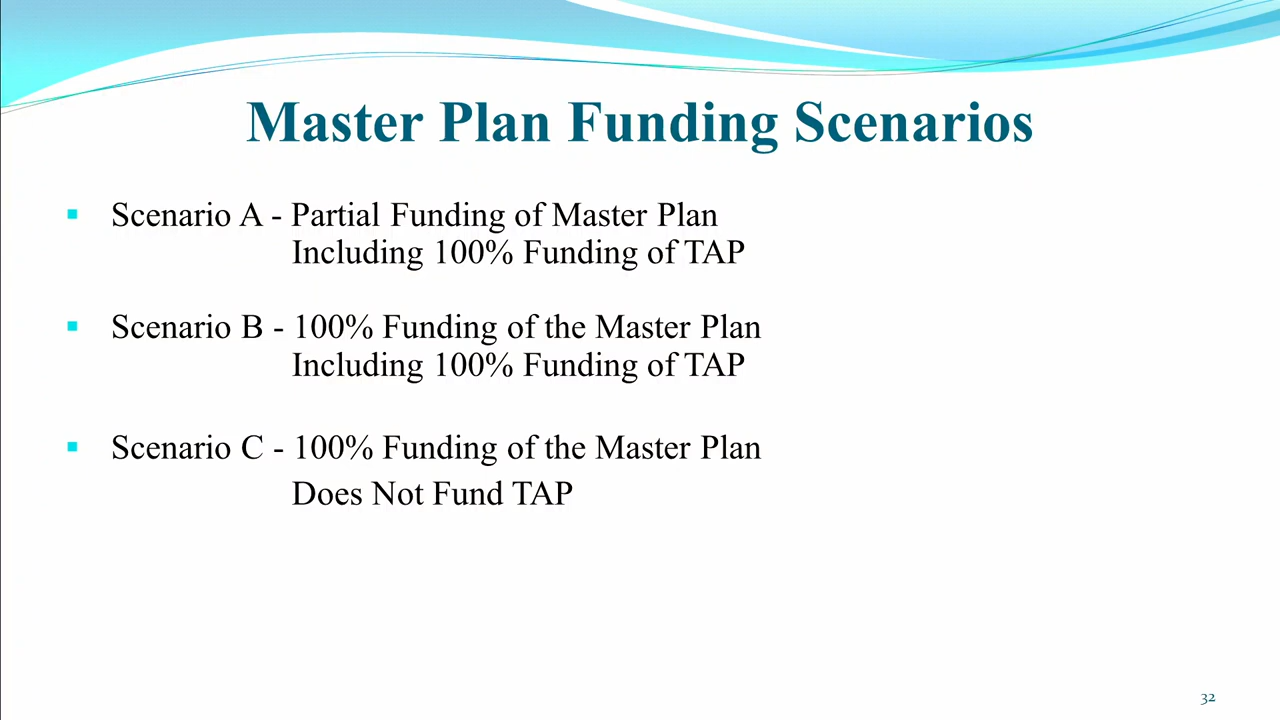 Master Plan Funding Scenarios
▪ Scenario A - Partial Funding of Master Plan
Including 100% Funding of TAP
▪ Scenario B - 100% Funding of the Master Plan
Including 100% Funding of TAP
▪ Scenario C - 100% Funding of the Master Plan
Does Not Fund TAP
32